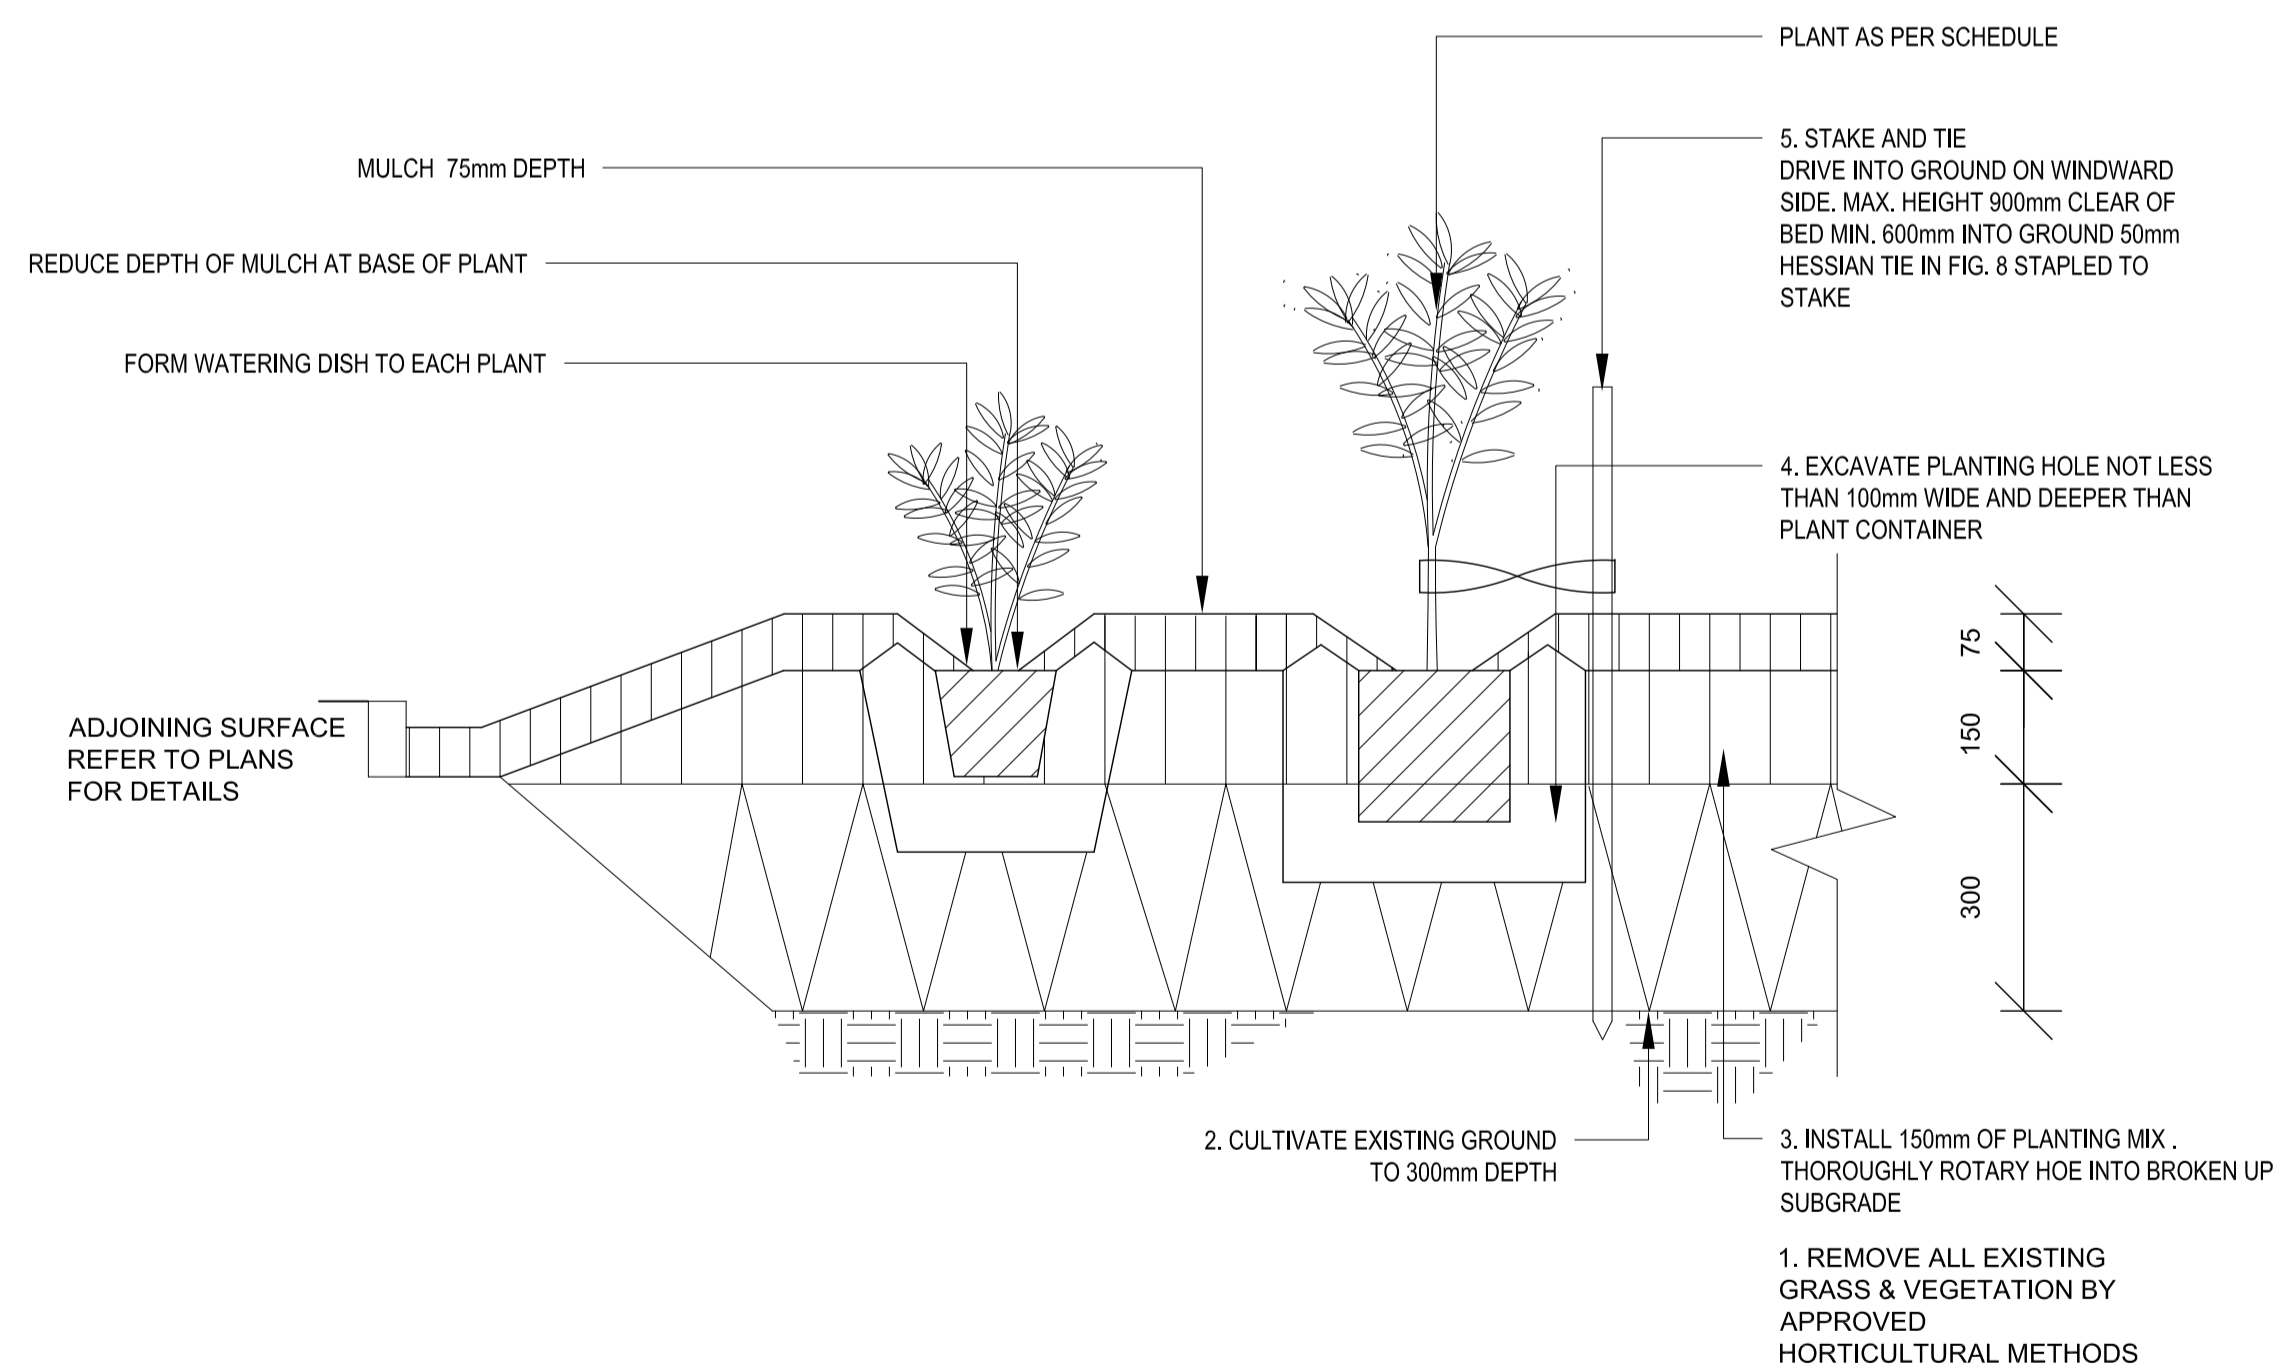 PLANT AS PER SCHEDULE
5. STAKE AND TIE
DRIVE INTO GROUND ON WINDWARD
SIDE. MAX. HEIGHT 900mm CLEAR OF
BED MIN. 600mm INTO GROUND 50mm
HESSIAN TIE IN FIG. 8 STAPLED TO
STAKE
MULCH 75mm DEPTH
REDUCE DEPTH OF MULCH AT BASE OF PLANT
FORM WATERING DISH TO EACH PLANT
4. EXCAVATE PLANTING HOLE NOT LESS
THAN 100mm WIDE AND DEEPER THAN
PLANT CONTAINER
75
150
300
ADJOINING SURFACE
REFER TO PLANS
FOR DETAILS
2. CULTIVATE EXISTING GROUND
TO 300mm DEPTH
3. INSTALL 150mm OF PLANTING MIX .
THOROUGHLY ROTARY HOE INTO BROKEN UP
SUBGRADE
1. REMOVE ALL EXISTING
GRASS & VEGETATION BY
APPROVED
HORTICULTURAL METHODS